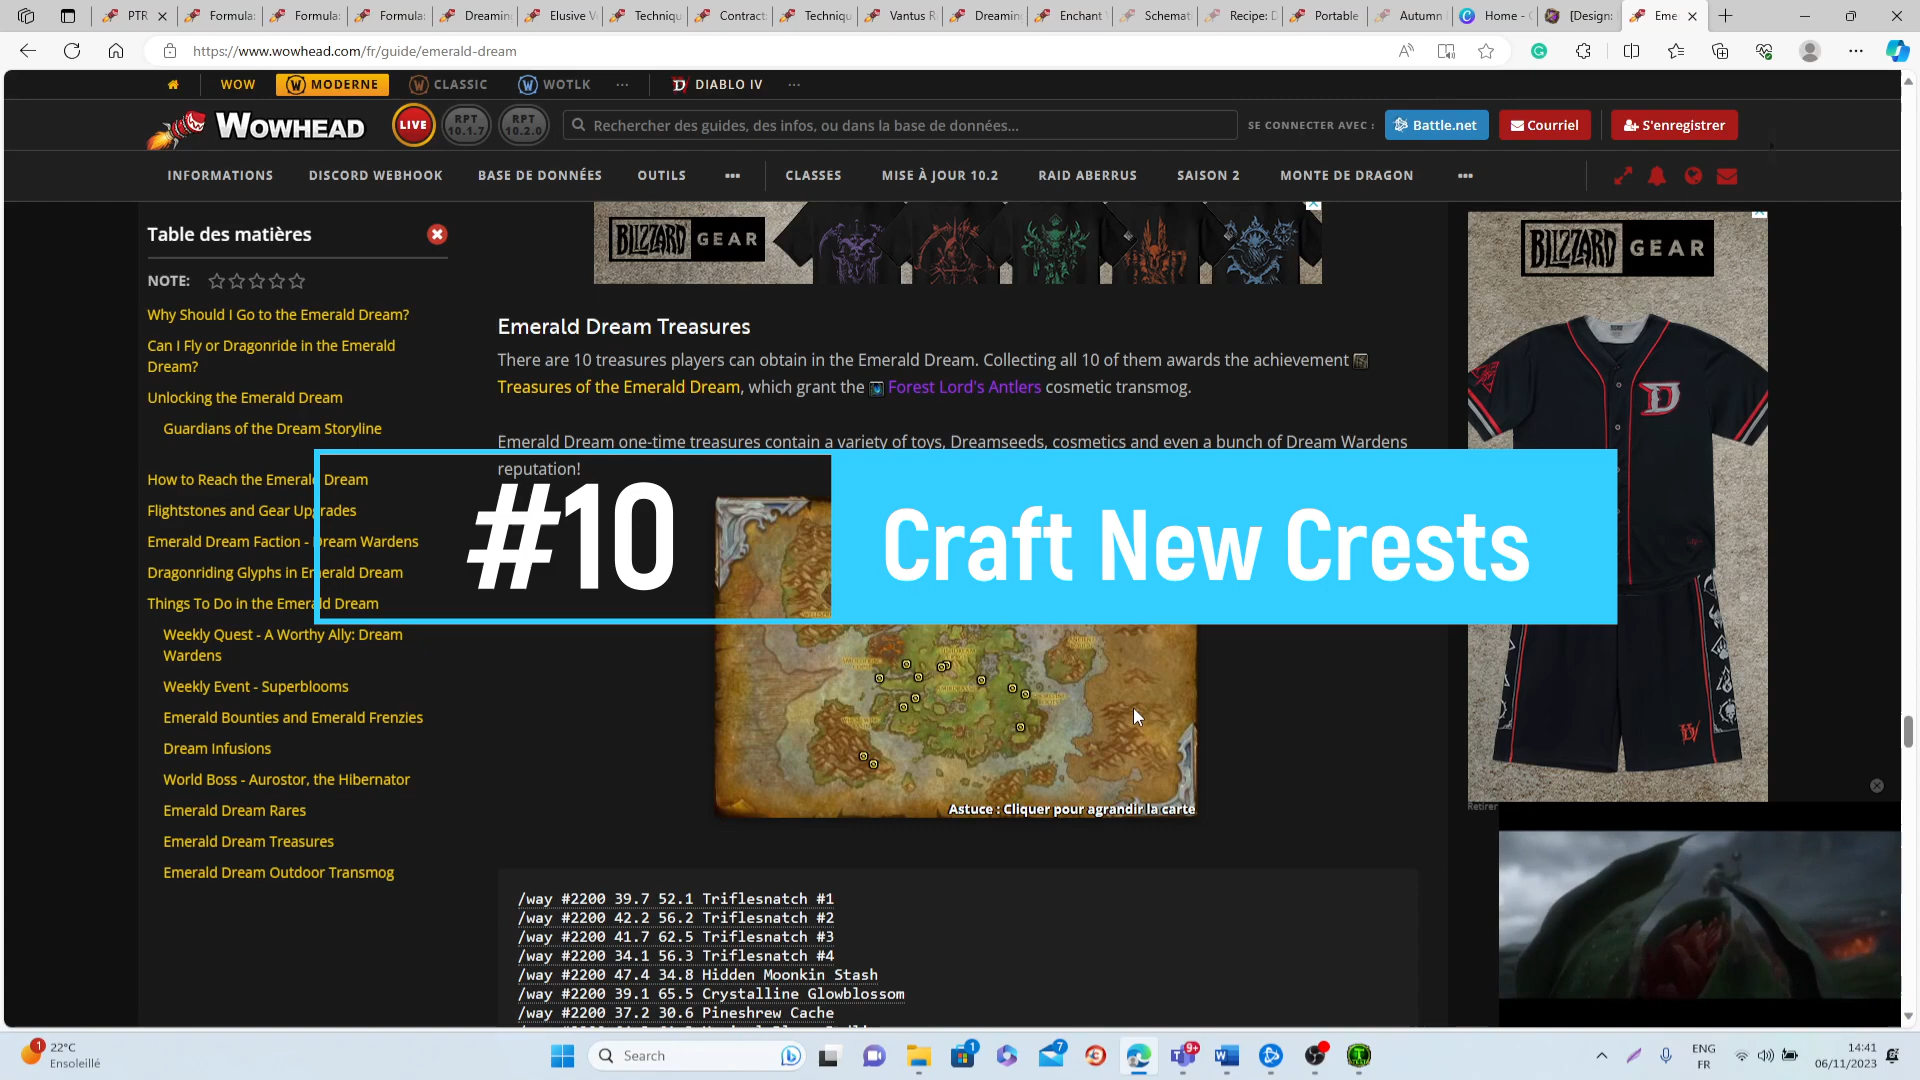 PTR
Formula:
Formula:
Formula:
Dreamin
Elusive V
Techniqu
Contract:
Techniqu
Vantus R
Dreamin
Enchant
Schemat
Recipe: D
Portable
Autumn
Home -
[Design:
Eme
https://www.wowhead.com/fr/guide/emerald-dream
WOW
MODERNE
CLASSIC
WOTLK
DIABLO IV
WOWHEAD
LIVE
RPT 10.1.7
RPT 10.2.0
Rechercher des guides, des infos, ou dans la base de données...
SE CONNECTER AVEC :
Battle.net
Courriel
S'enregistrer
INFORMATIONS
DISCORD WEBHOOK
BASE DE DONNÉES
OUTILS
CLASSES
MISE À JOUR 10.2
RAID ABERRUS
SAISON 2
MONTE DE DRAGON
Table des matières
NOTE:
Why Should I Go to the Emerald Dream?
Can I Fly or Dragonride in the Emerald
Dream?
Unlocking the Emerald Dream
Guardians of the Dream Storyline
How to Reach the Emerald Dream
Flightstones and Gear Upgrades
Emerald Dream Faction - Dream Wardens
Dragonriding Glyphs in Emerald Dream
Things To Do in the Emerald Dream
Weekly Quest - A Worthy Ally: Dream
Wardens
Weekly Event - Superblooms
Emerald Bounties and Emerald Frenzies
Dream Infusions
World Boss - Aurostor, the Hibernator
Emerald Dream Rares
Emerald Dream Treasures
Emerald Dream Outdoor Transmog
BLIZZARD GEAR
Emerald Dream Treasures
There are 10 treasures players can obtain in the Emerald Dream. Collecting all 10 of them awards the achievement
Treasures of the Emerald Dream, which grant the Forest Lord's Antlers cosmetic transmog.
Emerald Dream one-time treasures contain a variety of toys, Dreamseeds, cosmetics and even a bunch of Dream Wardens
reputation!
#10
Craft New Crests
Astuce : Cliquer pour agrandir la carte
/way #2200 39.7 52.1 Triflesnatch #1
/way #2200 42.2 56.2 Triflesnatch #2
/way #2200 41.7 62.5 Triflesnatch #3
/way #2200 34.1 56.3 Triflesnatch #4
/way #2200 47.4 34.8 Hidden Moonkin Stash
/way #2200 39.1 65.5 Crystalline Glowblossom
/way #2200 37.2 30.6 Pineshrew Cache
BLIZZARD GEAR
Retirer
1
22°C
Ensoleillé
Search
1
7
9+
ENG
FR
14:41
06/11/2023